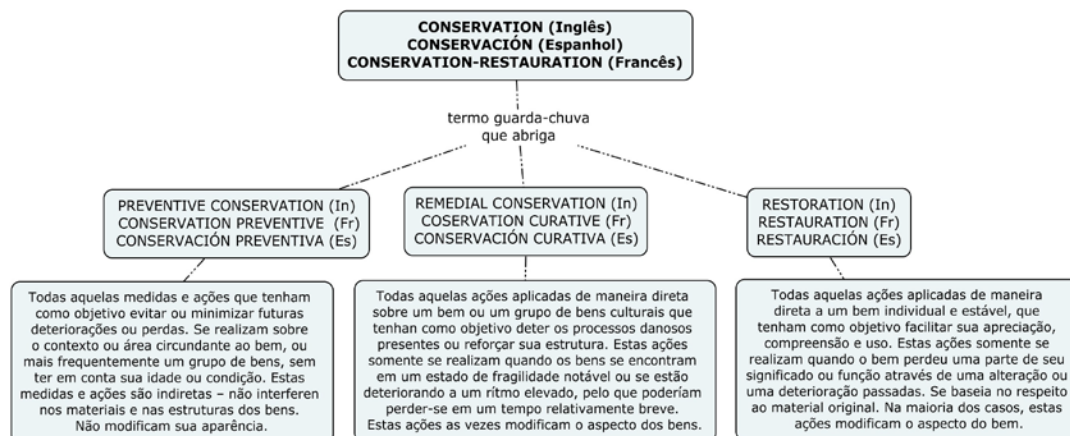 CONSERVATION (Inglês)
CONSERVACIÓN (Espanhol)
CONSERVATION-RESTAURATION (Francês)
termo guarda-chuva
que abriga
PREVENTIVE CONSERVATION (In)
CONSERVATION PREVENTIVE (Fr)
CONSERVACIÓN PREVENTIVA (Es)
REMEDIAL CONSERVATION (In)
COSERVATION CURATIVE (Fr)
CONSERVACIÓN CURATIVA (Es)
RESTORATION (In)
RESTAURATION (Fr)
RESTAURACIÓN (Es)
Todas aquelas medidas e ações que tenham
como objetivo evitar ou minimizar futuras
deteriorações ou perdas. Se realizam sobre
o contexto ou área circundante ao bem, ou
mais frequentemente um grupo de bens, sem
ter em conta sua idade ou condição. Estas
medidas e ações são indiretas – não interferen
nos materiais e nas estruturas dos bens.
Não modificam sua aparência.
Todas aquelas ações aplicadas de maneira direta
sobre um bem ou um grupo de bens culturais que
tenhan como objetivo deter os processos danosos
presentes ou reforçar sua estrutura. Estas ações
somente se realizam quando os bens se encontram
em um estado de fragilidade notável ou se estão
deteriorando a um rítmo elevado, pelo que poderíam
perder-se em um tempo relativamente breve.
Estas ações as vezes modificam o aspecto dos bens.
Todas aquelas ações aplicadas de maneira
direta a um bem individual e estável, que
tenham como objetivo facilitar sua apreciação,
compreensão e uso. Estas ações somente se
realizam quando o bem perdeu uma parte de seu
significado ou função através de uma alteração ou
uma deterioração passadas. Se baseia no respeito
ao material original. Na maioria dos casos, estas
ações modificam o aspecto do bem.